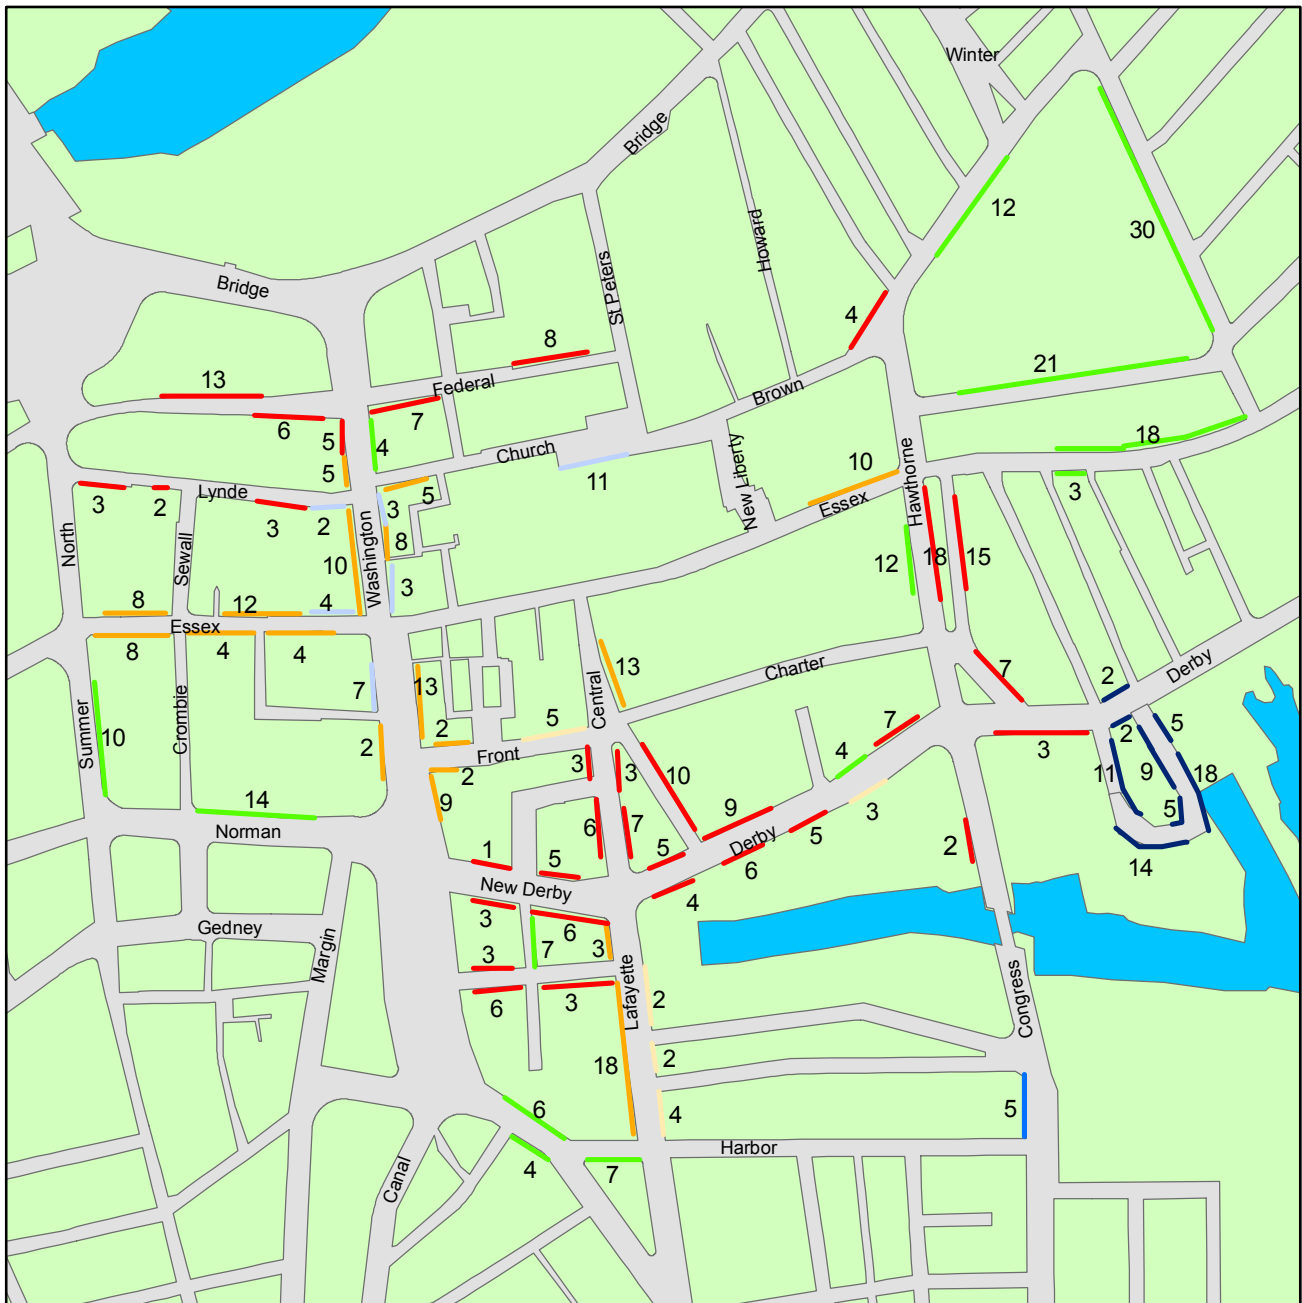 Winter
Bridge
12
Howard
30
St Peters
Bridge
4
8
21
13
Federal
7
Brown
6
5
4
18
Church
New Liberty
Hawthorne
10
11
5
3
Lynde
3
2
3
2
3
5
Essex
North
Sewall
10
Washington
8
12
18
15
3
8
12
4
Essex
8
4
4
7
13
13
Charter
7
2
Derby
Summer
10
Crombie
Central
5
7
2
5
2
Front
3
3
10
4
3
11
9
18
2
9
3
5
14
Norman
6
7
9
Derby
5
2
14
1
5
5
6
New Derby
4
3
6
Gedney
Margin
7
3
3
Lafayette
Congress
6
3
2
18
2
6
4
5
Harbor
4
7
Canal